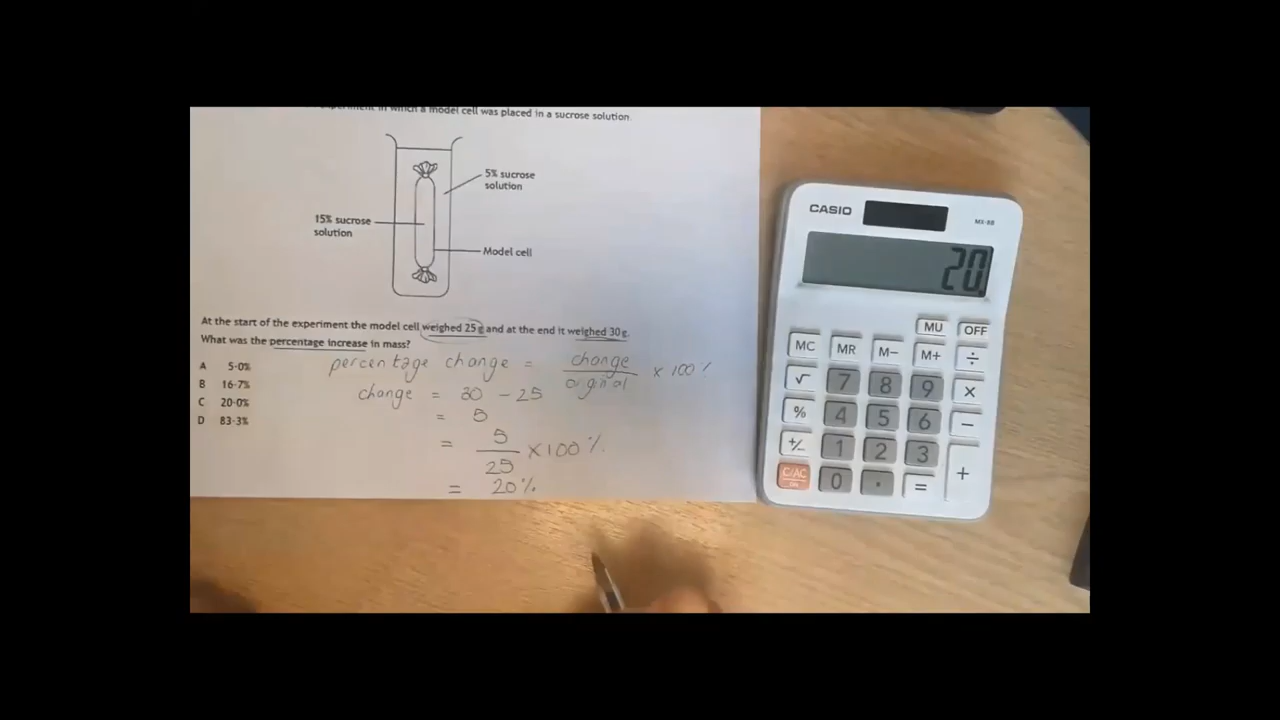 in which a model cell was placed in a sucrose solution.
5% sucrose
solution
15% sucrose
solution
Model cell
At the start of the experiment the model cell weighed 25 g and at the end it weighed 30 g.
What was the percentage increase in mass?
A 5·0%
B 16·7%
C 20·0%
D 83·3%
percentage change = change / original × 100%
change = 30 - 25
= 5
= 5 / 25 × 100%
= 20%
CASIO
MX-8B
20.
MU OFF
MC MR M- M+ ÷
√ 7 8 9 ×
% 4 5 6 −
+/− 1 2 3 +
C/AC ON 0 · =